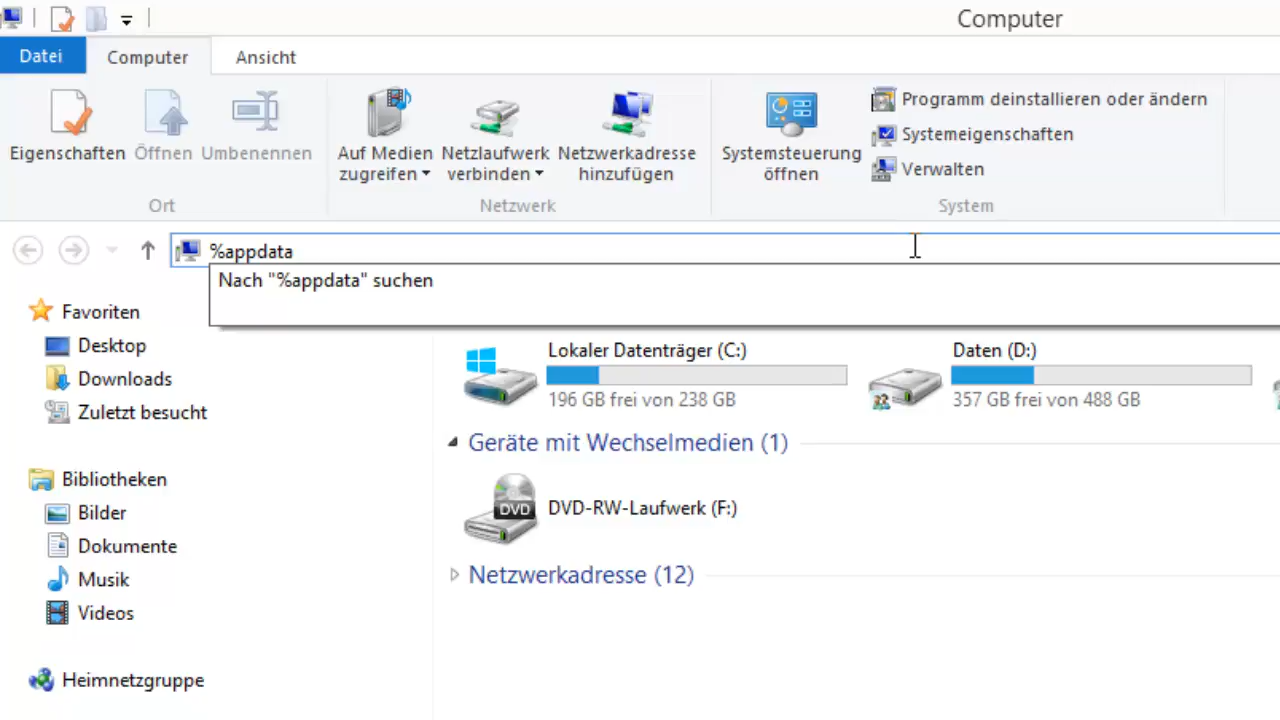 Computer
Datei Computer Ansicht
Eigenschaften Öffnen Umbenennen
Auf Medien zugreifen
Netzlaufwerk verbinden
Netzwerkadresse hinzufügen
Systemsteuerung öffnen
Programm deinstallieren oder ändern
Systemeigenschaften
Verwalten
Ort Netzwerk System
%appdata
Nach "%appdata" suchen
Favoriten
Desktop
Downloads
Zuletzt besucht
Bibliotheken
Bilder
Dokumente
Musik
Videos
Heimnetzgruppe
Lokaler Datenträger (C:)
196 GB frei von 238 GB
Daten (D:)
357 GB frei von 488 GB
Geräte mit Wechselmedien (1)
DVD
DVD-RW-Laufwerk (F:)
Netzwerkadresse (12)